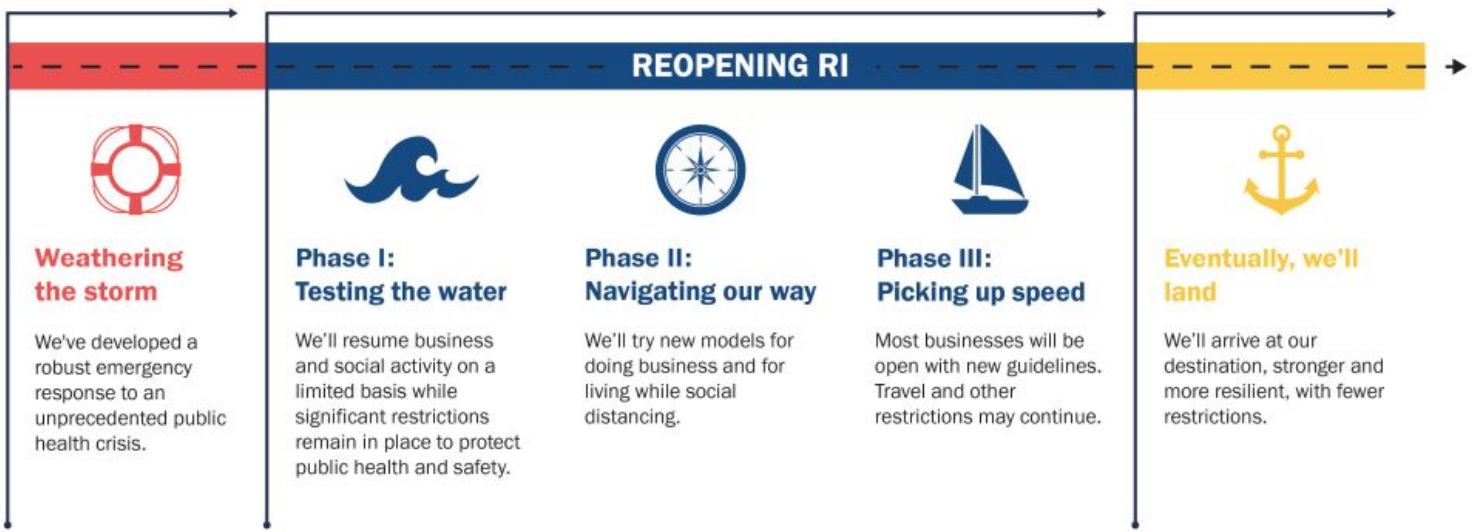 REOPENING RI
Weathering
the storm
We've developed a
robust emergency
response to an
unprecedented public
health crisis.
Phase I:
Testing the water
We'll resume business
and social activity on a
limited basis while
significant restrictions
remain in place to protect
public health and safety.
Phase II:
Navigating our way
We'll try new models for
doing business and for
living while social
distancing.
Phase III:
Picking up speed
Most businesses will be
open with new guidelines.
Travel and other
restrictions may continue.
Eventually, we'll
land
We'll arrive at our
destination, stronger and
more resilient, with fewer
restrictions.